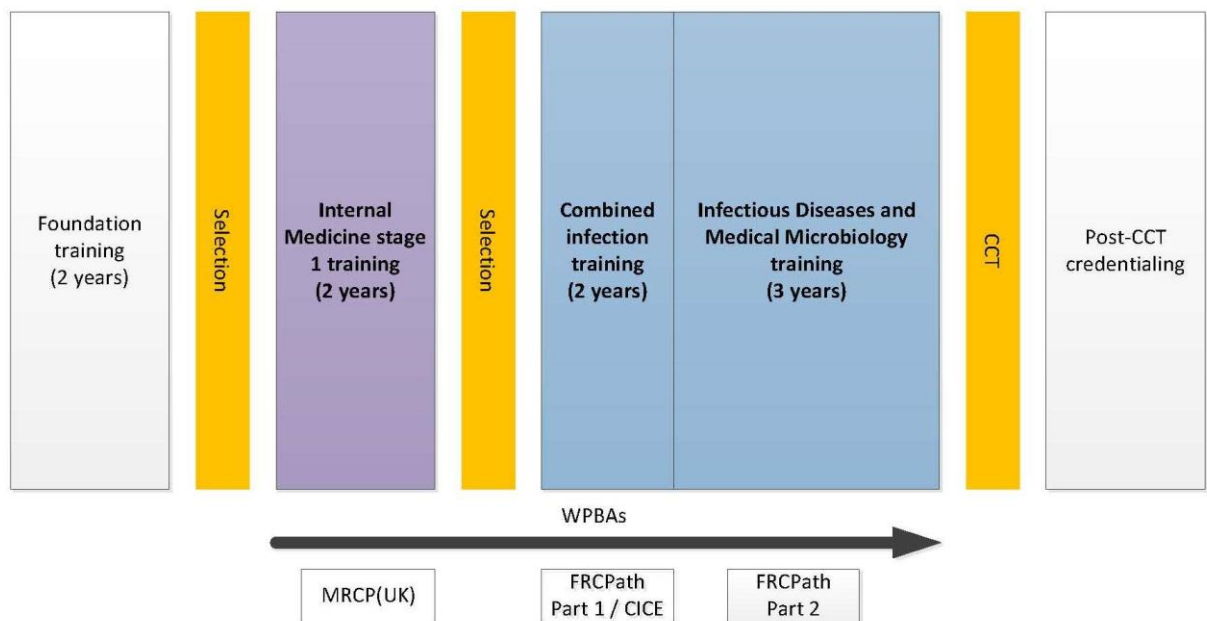 Foundation
training
(2 years)
Selection
Internal
Medicine stage
1 training
(2 years)
Selection
Combined
infection
training
(2 years)
Infectious Diseases and
Medical Microbiology
training
(3 years)
CCT
Post-CCT
credentialing
WPBAs
MRCP(UK)
FRCPath
Part 1 / CICE
FRCPath
Part 2